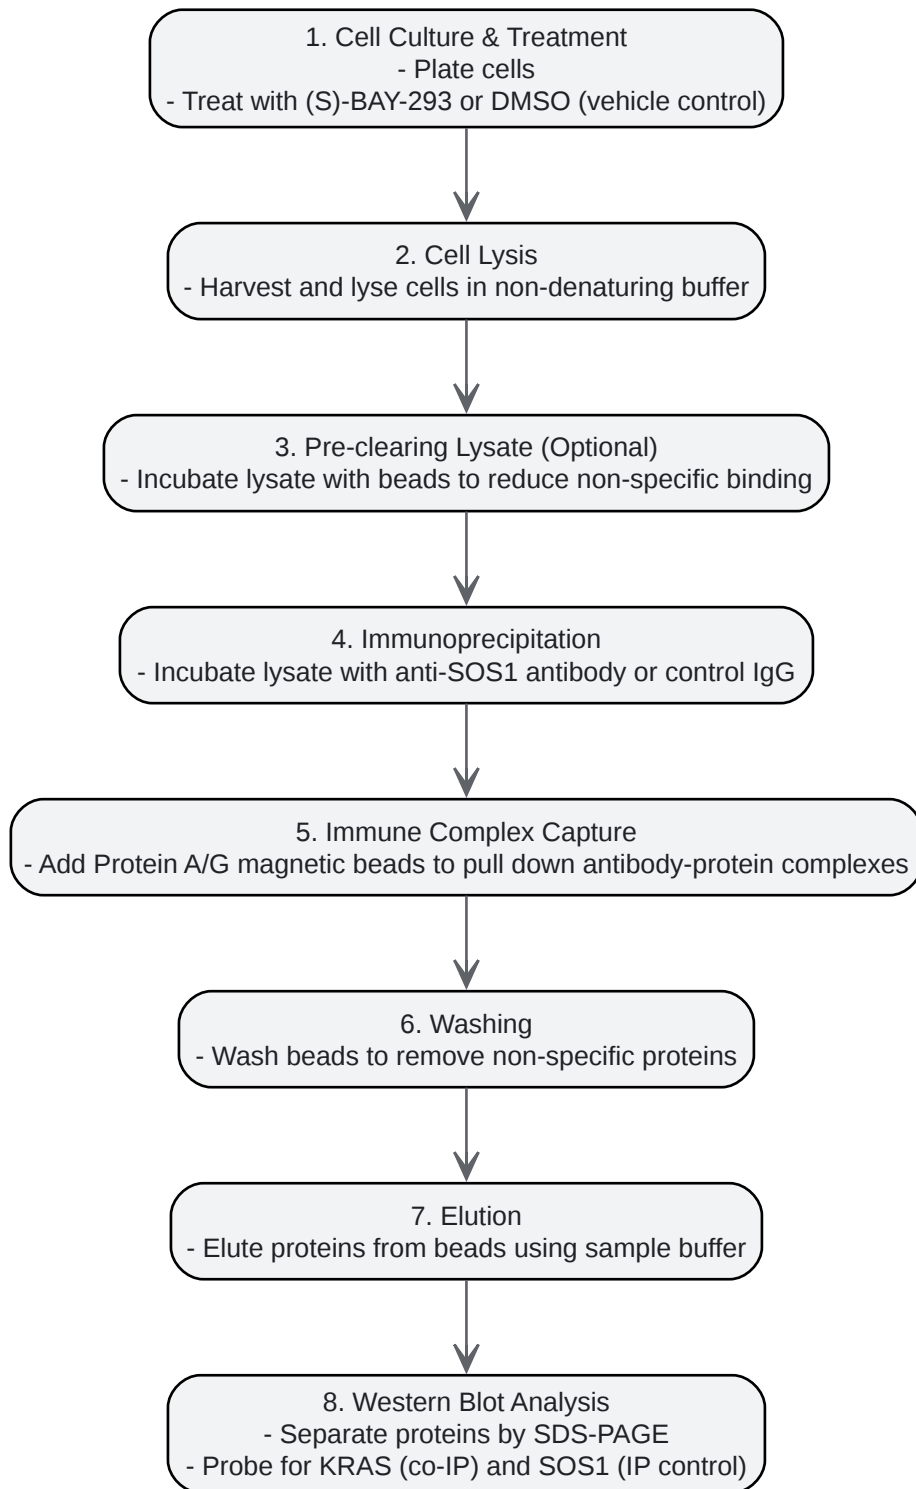 1. Cell Culture & Treatment
- Plate cells
- Treat with (S)-BAY-293 or DMSO (vehicle control)
2. Cell Lysis
- Harvest and lyse cells in non-denaturing buffer
3. Pre-clearing Lysate (Optional)
- Incubate lysate with beads to reduce non-specific binding
4. Immunoprecipitation
- Incubate lysate with anti-SOS1 antibody or control IgG
5. Immune Complex Capture
- Add Protein A/G magnetic beads to pull down antibody-protein complexes
6. Washing
- Wash beads to remove non-specific proteins
7. Elution
- Elute proteins from beads using sample buffer
8. Western Blot Analysis
- Separate proteins by SDS-PAGE
- Probe for KRAS (co-IP) and SOS1 (IP control)